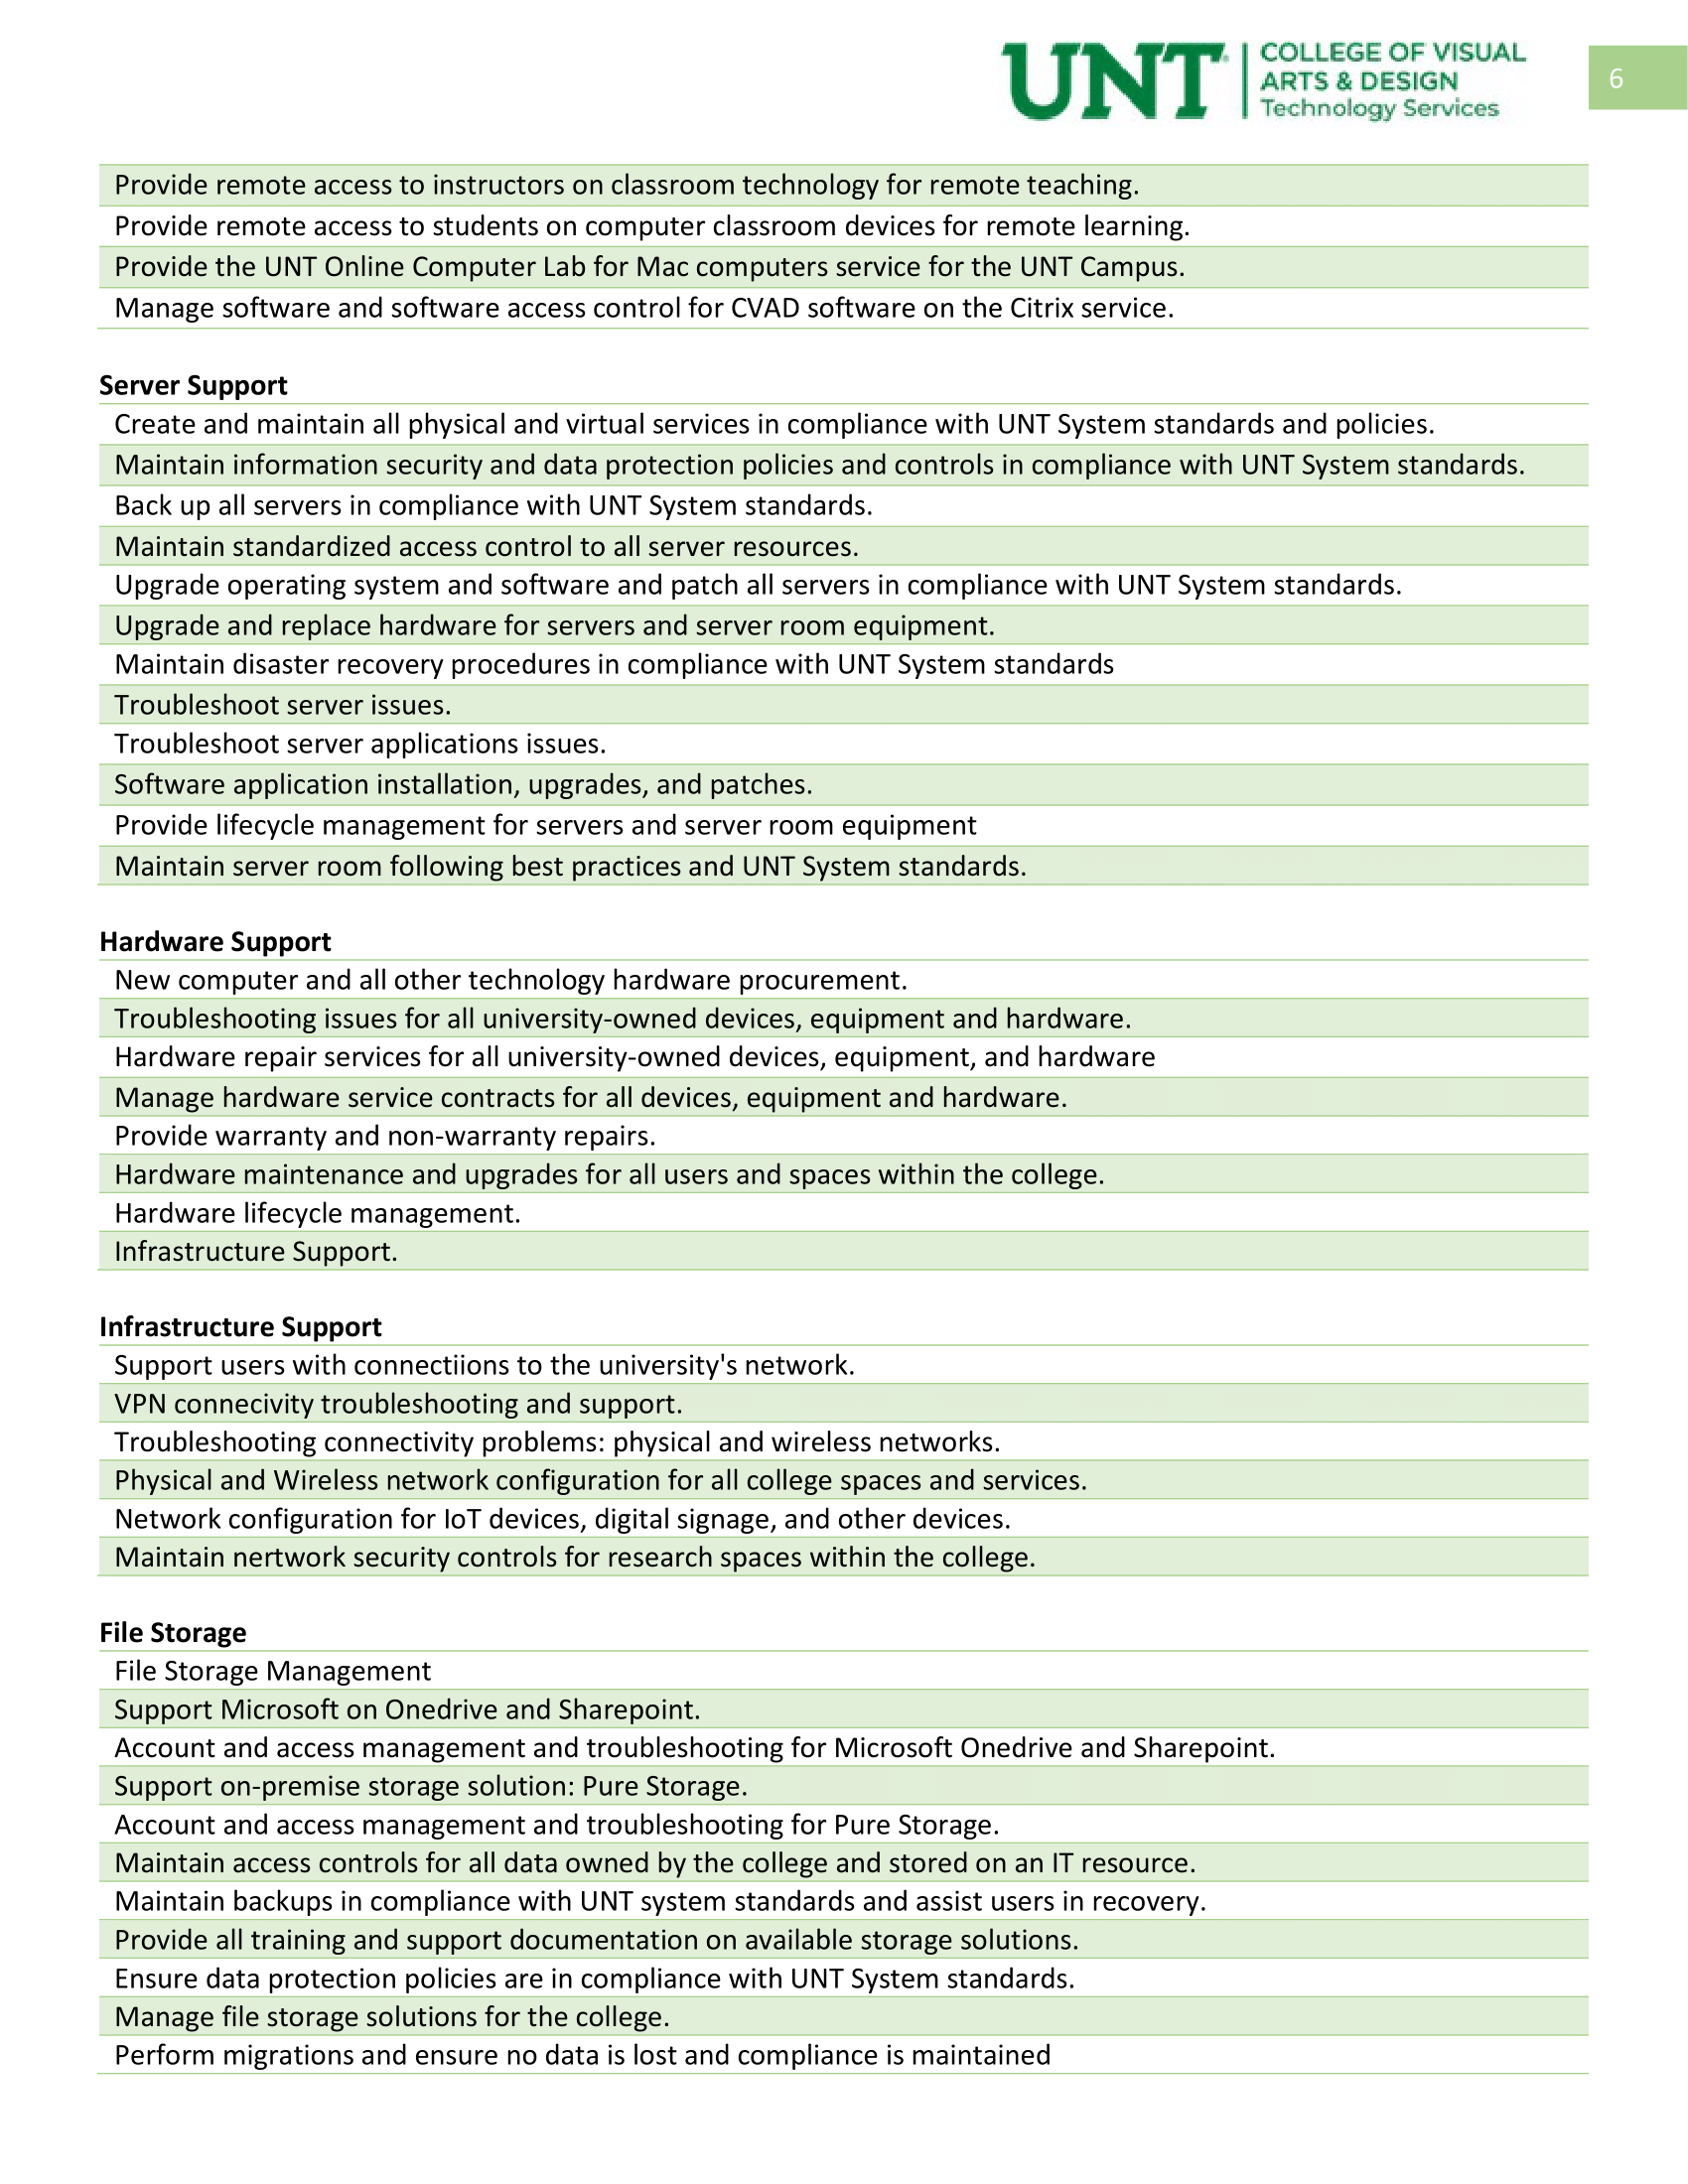 UNT
COLLEGE OF VISUAL
ARTS & DESIGN
Technology Services
6
Provide remote access to instructors on classroom technology for remote teaching.
Provide remote access to students on computer classroom devices for remote learning.
Provide the UNT Online Computer Lab for Mac computers service for the UNT Campus.
Manage software and software access control for CVAD software on the Citrix service.
Server Support
Create and maintain all physical and virtual services in compliance with UNT System standards and policies.
Maintain information security and data protection policies and controls in compliance with UNT System standards.
Back up all servers in compliance with UNT System standards.
Maintain standardized access control to all server resources.
Upgrade operating system and software and patch all servers in compliance with UNT System standards.
Upgrade and replace hardware for servers and server room equipment.
Maintain disaster recovery procedures in compliance with UNT System standards
Troubleshoot server issues.
Troubleshoot server applications issues.
Software application installation, upgrades, and patches.
Provide lifecycle management for servers and server room equipment
Maintain server room following best practices and UNT System standards.
Hardware Support
New computer and all other technology hardware procurement.
Troubleshooting issues for all university-owned devices, equipment and hardware.
Hardware repair services for all university-owned devices, equipment, and hardware
Manage hardware service contracts for all devices, equipment and hardware.
Provide warranty and non-warranty repairs.
Hardware maintenance and upgrades for all users and spaces within the college.
Hardware lifecycle management.
Infrastructure Support.
Infrastructure Support
Support users with connectiions to the university's network.
VPN connecivity troubleshooting and support.
Troubleshooting connectivity problems: physical and wireless networks.
Physical and Wireless network configuration for all college spaces and services.
Network configuration for IoT devices, digital signage, and other devices.
Maintain nertwork security controls for research spaces within the college.
File Storage
File Storage Management
Support Microsoft on Onedrive and Sharepoint.
Account and access management and troubleshooting for Microsoft Onedrive and Sharepoint.
Support on-premise storage solution: Pure Storage.
Account and access management and troubleshooting for Pure Storage.
Maintain access controls for all data owned by the college and stored on an IT resource.
Maintain backups in compliance with UNT system standards and assist users in recovery.
Provide all training and support documentation on available storage solutions.
Ensure data protection policies are in compliance with UNT System standards.
Manage file storage solutions for the college.
Perform migrations and ensure no data is lost and compliance is maintained